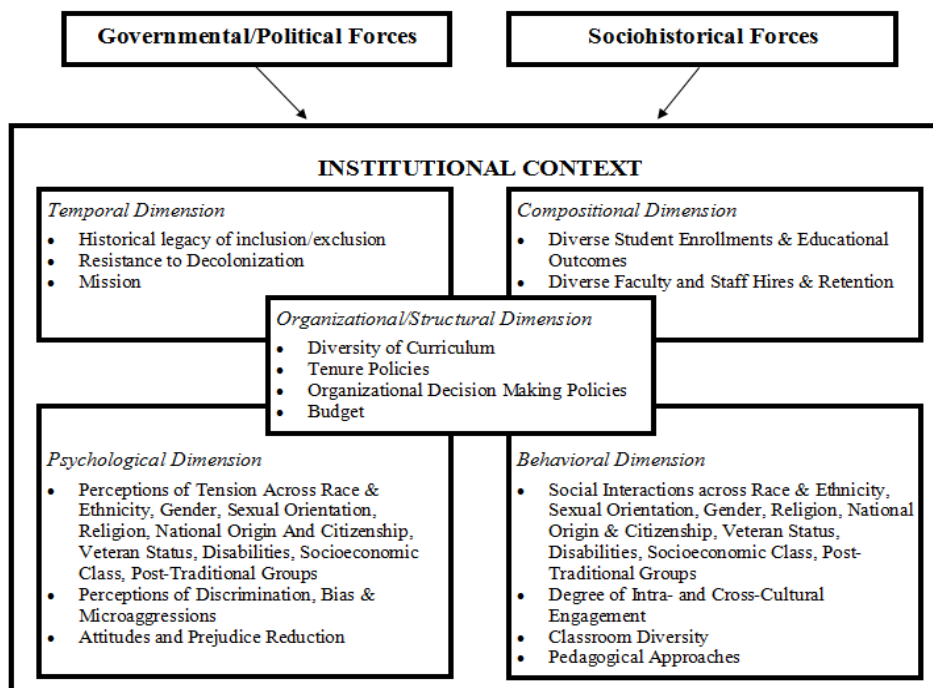 Governmental/Political Forces
Sociohistorical Forces
INSTITUTIONAL CONTEXT
Temporal Dimension
• Historical legacy of inclusion/exclusion
• Resistance to Decolonization
• Mission
Compositional Dimension
• Diverse Student Enrollments & Educational
Outcomes
• Diverse Faculty and Staff Hires & Retention
Organizational/Structural Dimension
• Diversity of Curriculum
• Tenure Policies
• Organizational Decision Making Policies
• Budget
Psychological Dimension
• Perceptions of Tension Across Race &
Ethnicity, Gender, Sexual Orientation,
Religion, National Origin And Citizenship,
Veteran Status, Disabilities, Socioeconomic
Class, Post-Traditional Groups
• Perceptions of Discrimination, Bias &
Microaggressions
• Attitudes and Prejudice Reduction
Behavioral Dimension
• Social Interactions across Race & Ethnicity,
Sexual Orientation, Gender, Religion, National
Origin & Citizenship, Veteran Status,
Disabilities, Socioeconomic Class, Post-
Traditional Groups
• Degree of Intra- and Cross-Cultural
Engagement
• Classroom Diversity
• Pedagogical Approaches